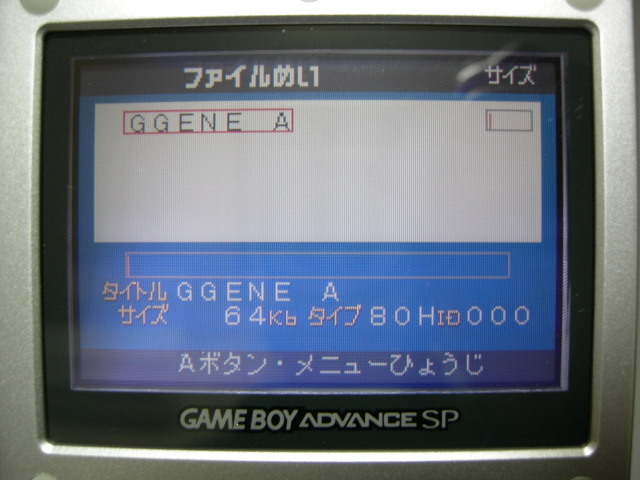 ファイルめい サイズ
GGENE A
タイトル GGENE A
サイズ 64Kb タイプ 80H ID 000
Aボタン・メニューひょうじ
GAME BOY ADVANCE SP